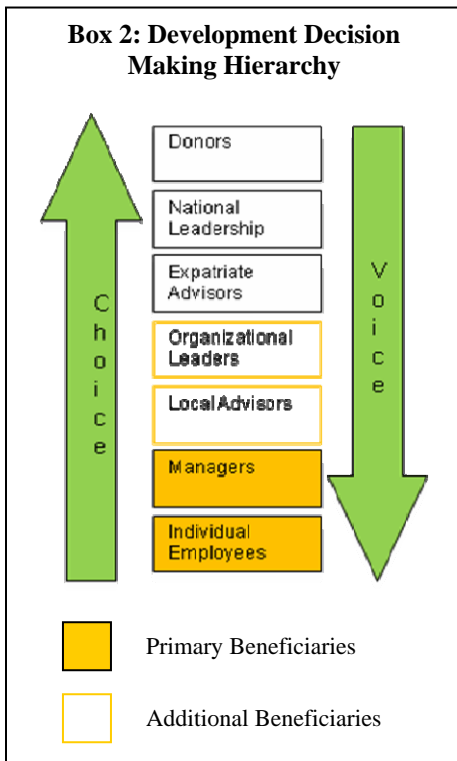 Box 2: Development Decision
Making Hierarchy
Donors
National
Leadership
Expatriate
Advisors
Organizational
Leaders
Local Advisors
Managers
Individual
Employees
Choice
Voice
Primary Beneficiaries
Additional Beneficiaries